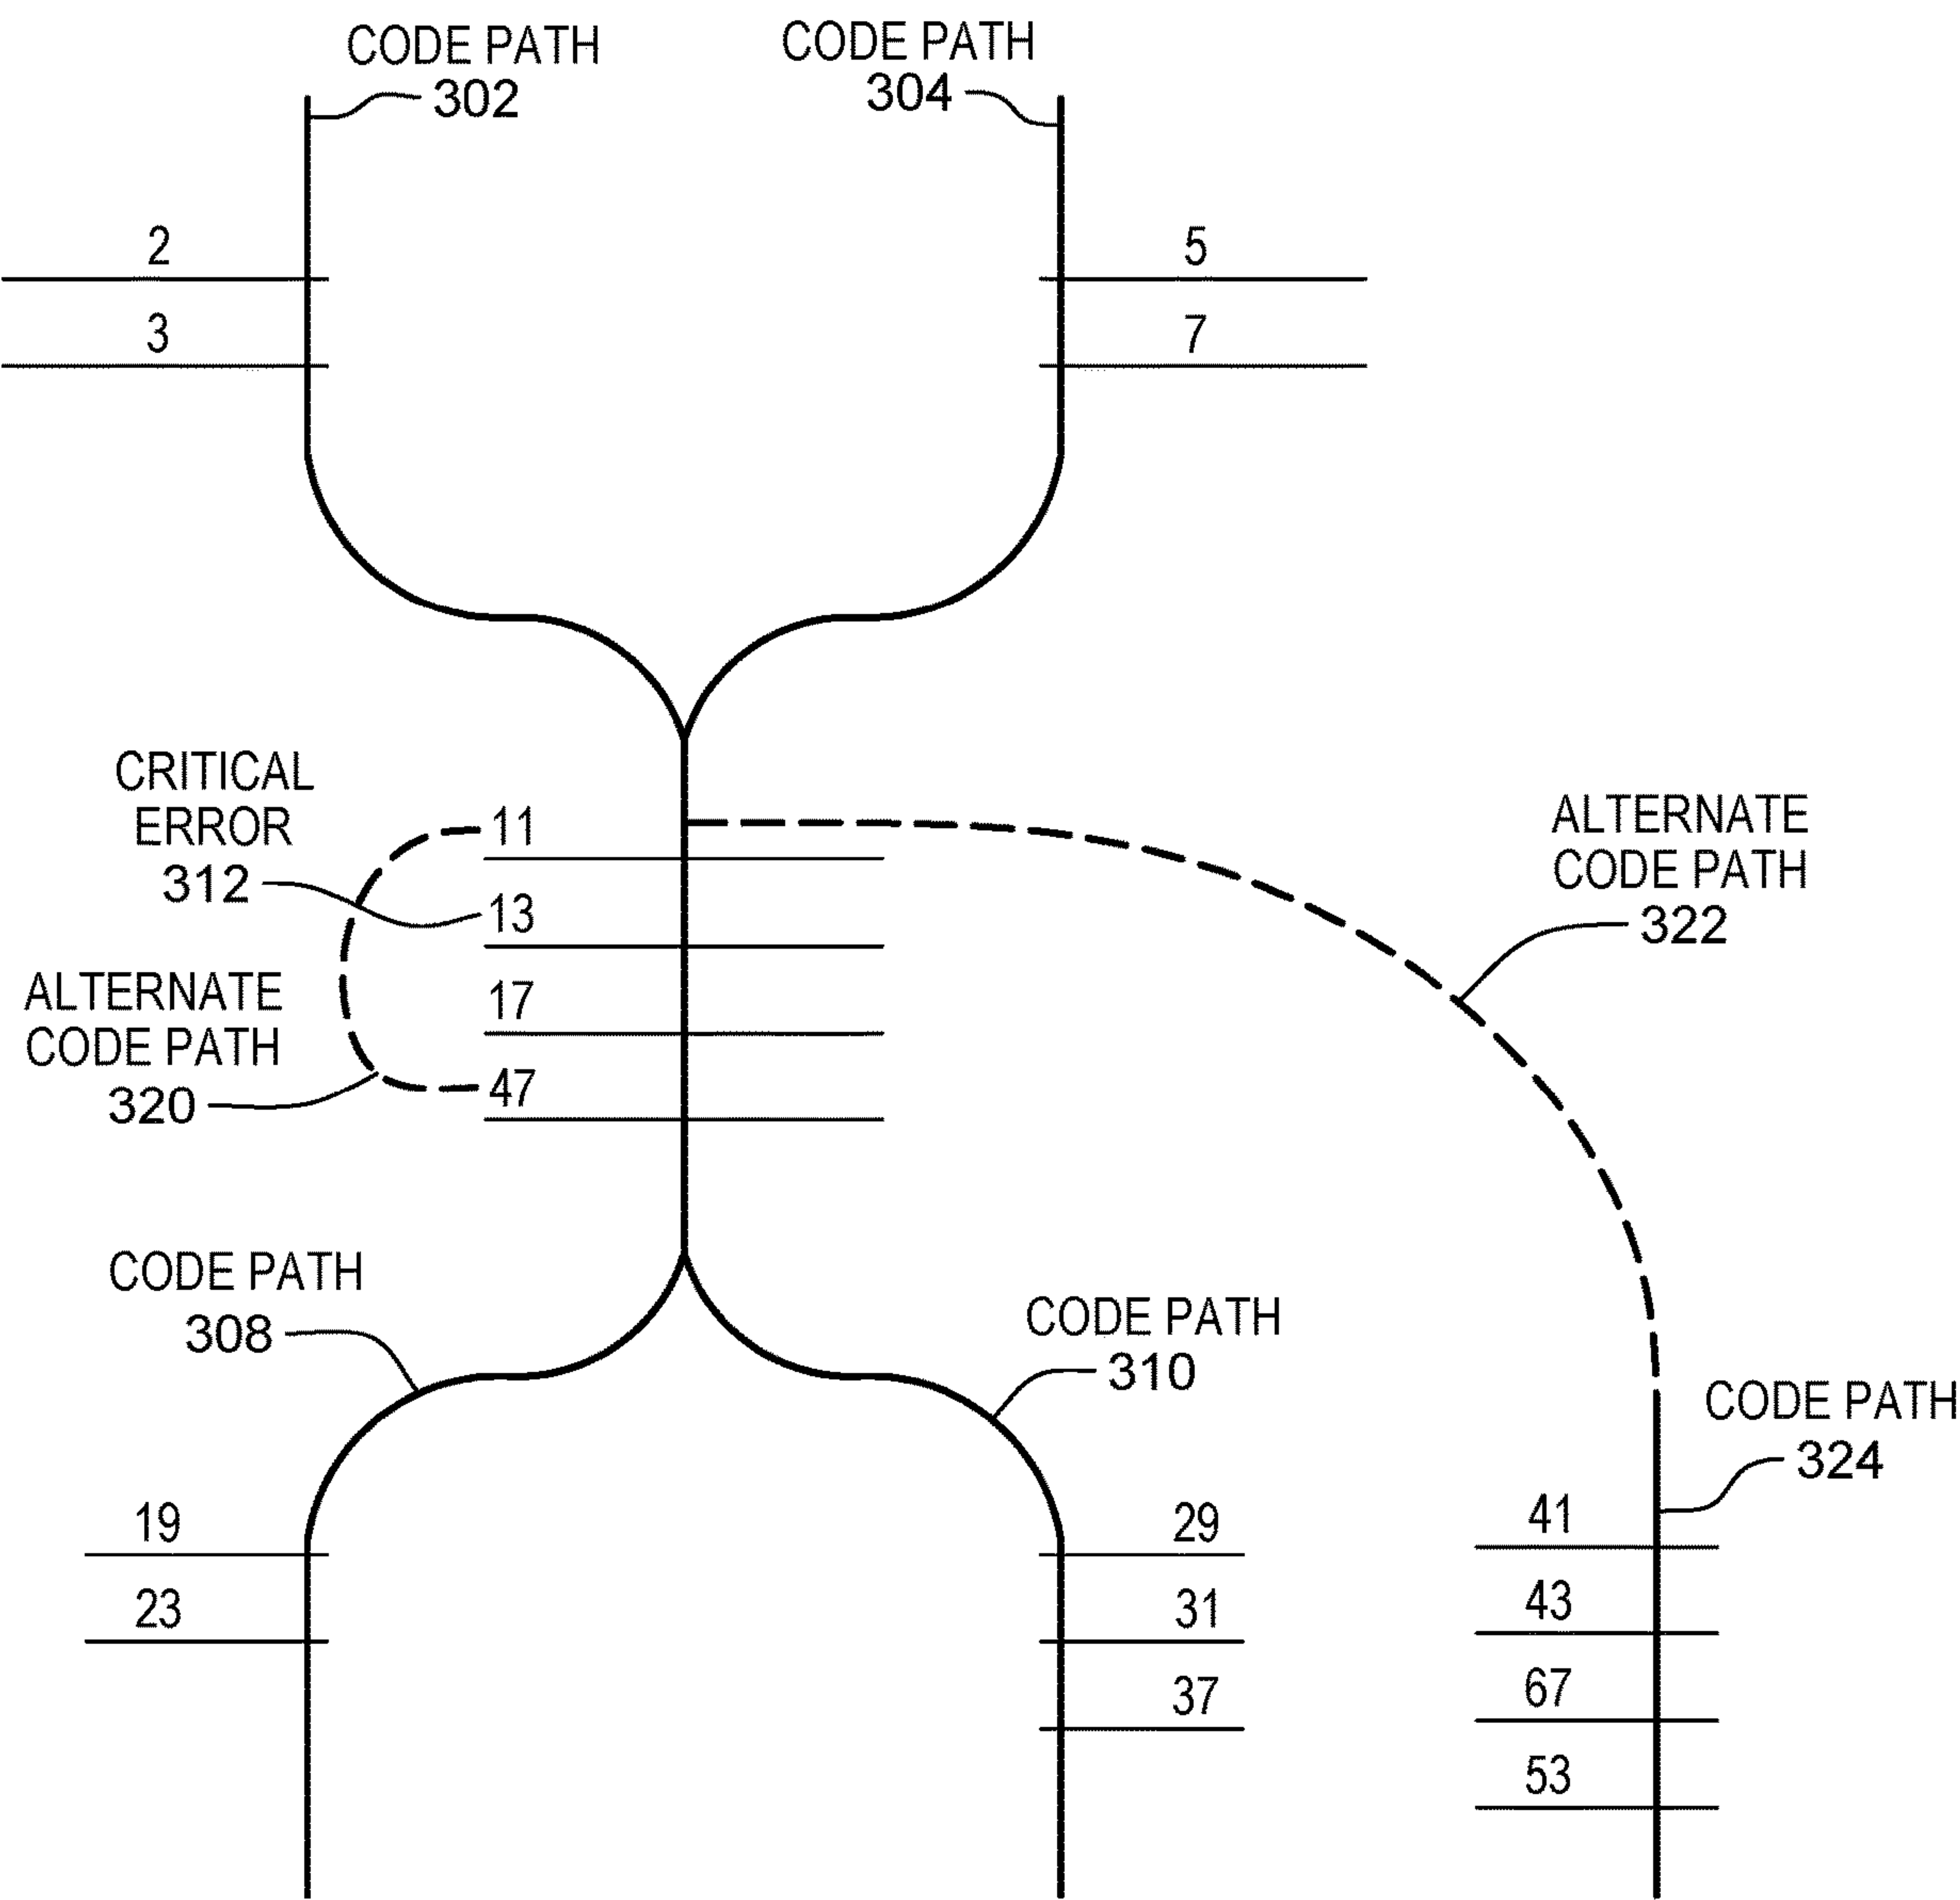 CODE PATH
302
CODE PATH
304
2
3
5
7
CRITICAL
ERROR
312
11
13
17
47
ALTERNATE
CODE PATH
320
ALTERNATE
CODE PATH
322
CODE PATH
308
CODE PATH
310
CODE PATH
324
19
23
29
31
37
41
43
67
53